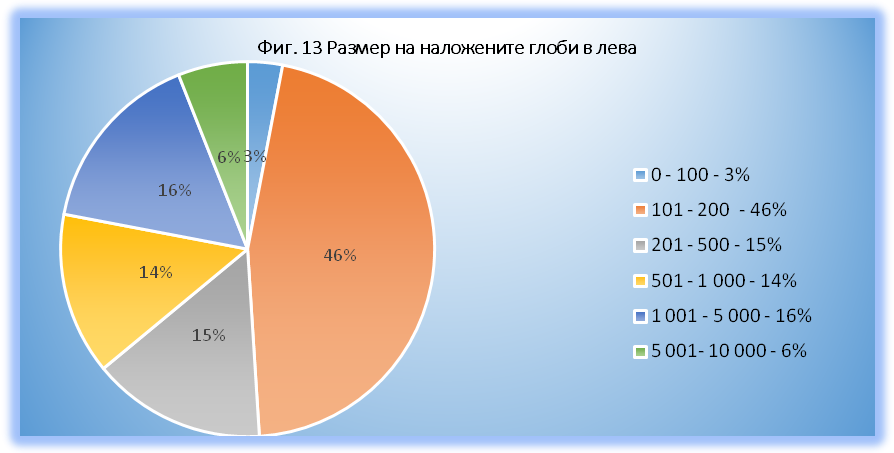 Фиг. 13 Размер на наложените глоби в лева
6%
3%
16%
46%
14%
15%
0 - 100 - 3%
101 - 200 - 46%
201 - 500 - 15%
501 - 1 000 - 14%
1 001 - 5 000 - 16%
5 001- 10 000 - 6%